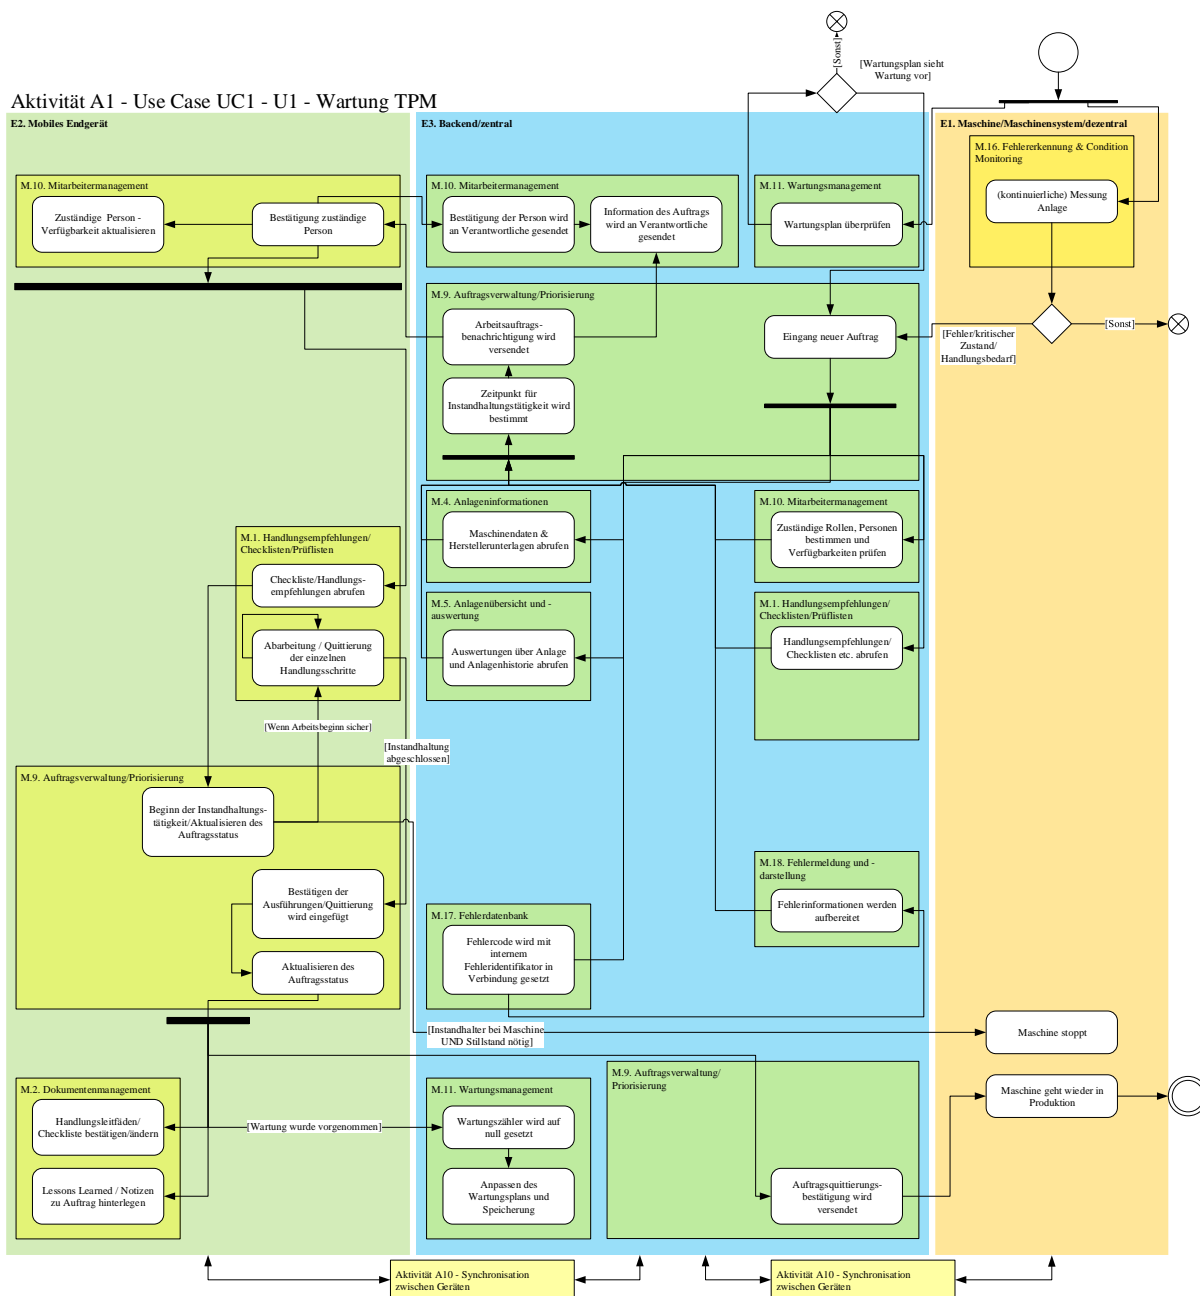 [Sonst]
[Wartungsplan sieht
Wartung vor]
Aktivität A1 - Use Case UC1 - U1 - Wartung TPM
E2. Mobiles Endgerät
E3. Backend/zentral
E1. Maschine/Maschinensystem/dezentral
M.10. Mitarbeitermanagement
Zuständige Person -
Verfügbarkeit aktualisieren
Bestätigung zuständige
Person
M.10. Mitarbeitermanagement
Bestätigung der Person wird
an Verantwortliche gesendet
Information des Auftrags
wird an Verantwortliche
gesendet
M.11. Wartungsmanagement
Wartungsplan überprüfen
M.16. Fehlererkennung & Condition
Monitoring
(kontinuierliche) Messung
Anlage
M.9. Auftragsverwaltung/Priorisierung
Arbeitsauftrags-
benachrichtigung wird
versendet
Eingang neuer Auftrag
[Fehler/kritischer
Zustand/
Handlungsbedarf]
[Sonst]
Zeitpunkt für
Instandhaltungstätigkeit wird
bestimmt
M.4. Anlageninformationen
Maschinendaten &
Herstellerunterlagen abrufen
M.10. Mitarbeitermanagement
Zuständige Rollen, Personen
bestimmen und
Verfügbarkeiten prüfen
M.1. Handlungsempfehlungen/
Checklisten/Prüflisten
Checkliste/Handlungs-
empfehlungen abrufen
Abarbeitung / Quittierung
der einzelnen
Handlungsschritte
M.5. Anlagenübersicht und -
auswertung
Auswertungen über Anlage
und Anlagenhistorie abrufen
M.1. Handlungsempfehlungen/
Checklisten/Prüflisten
Handlungsempfehlungen/
Checklisten etc. abrufen
[Wenn Arbeitsbeginn sicher]
[Instandhaltung
abgeschlossen]
M.9. Auftragsverwaltung/Priorisierung
Beginn der Instandhaltungs-
tätigkeit/Aktualisieren des
Auftragsstatus
Bestätigen der
Ausführungen/Quittierung
wird eingefügt
Aktualisieren des
Auftragsstatus
M.18. Fehlermeldung und -
darstellung
Fehlerinformationen werden
aufbereitet
M.17. Fehlerdatenbank
Fehlercode wird mit
internem
Fehleridentifikator in
Verbindung gesetzt
[Instandhalter bei Maschine
UND Stillstand nötig]
Maschine stoppt
M.2. Dokumentenmanagement
Handlungsleitfäden/
Checkliste bestätigen/ändern
Lessons Learned / Notizen
zu Auftrag hinterlegen
[Wartung wurde vorgenommen]
M.11. Wartungsmanagement
Wartungszähler wird auf
null gesetzt
Anpassen des
Wartungsplans und
Speicherung
M.9. Auftragsverwaltung/
Priorisierung
Auftragsquittierungs-
bestätigung wird
versendet
Maschine geht wieder in
Produktion
Aktivität A10 - Synchronisation
zwischen Geräten
Aktivität A10 - Synchronisation
zwischen Geräten